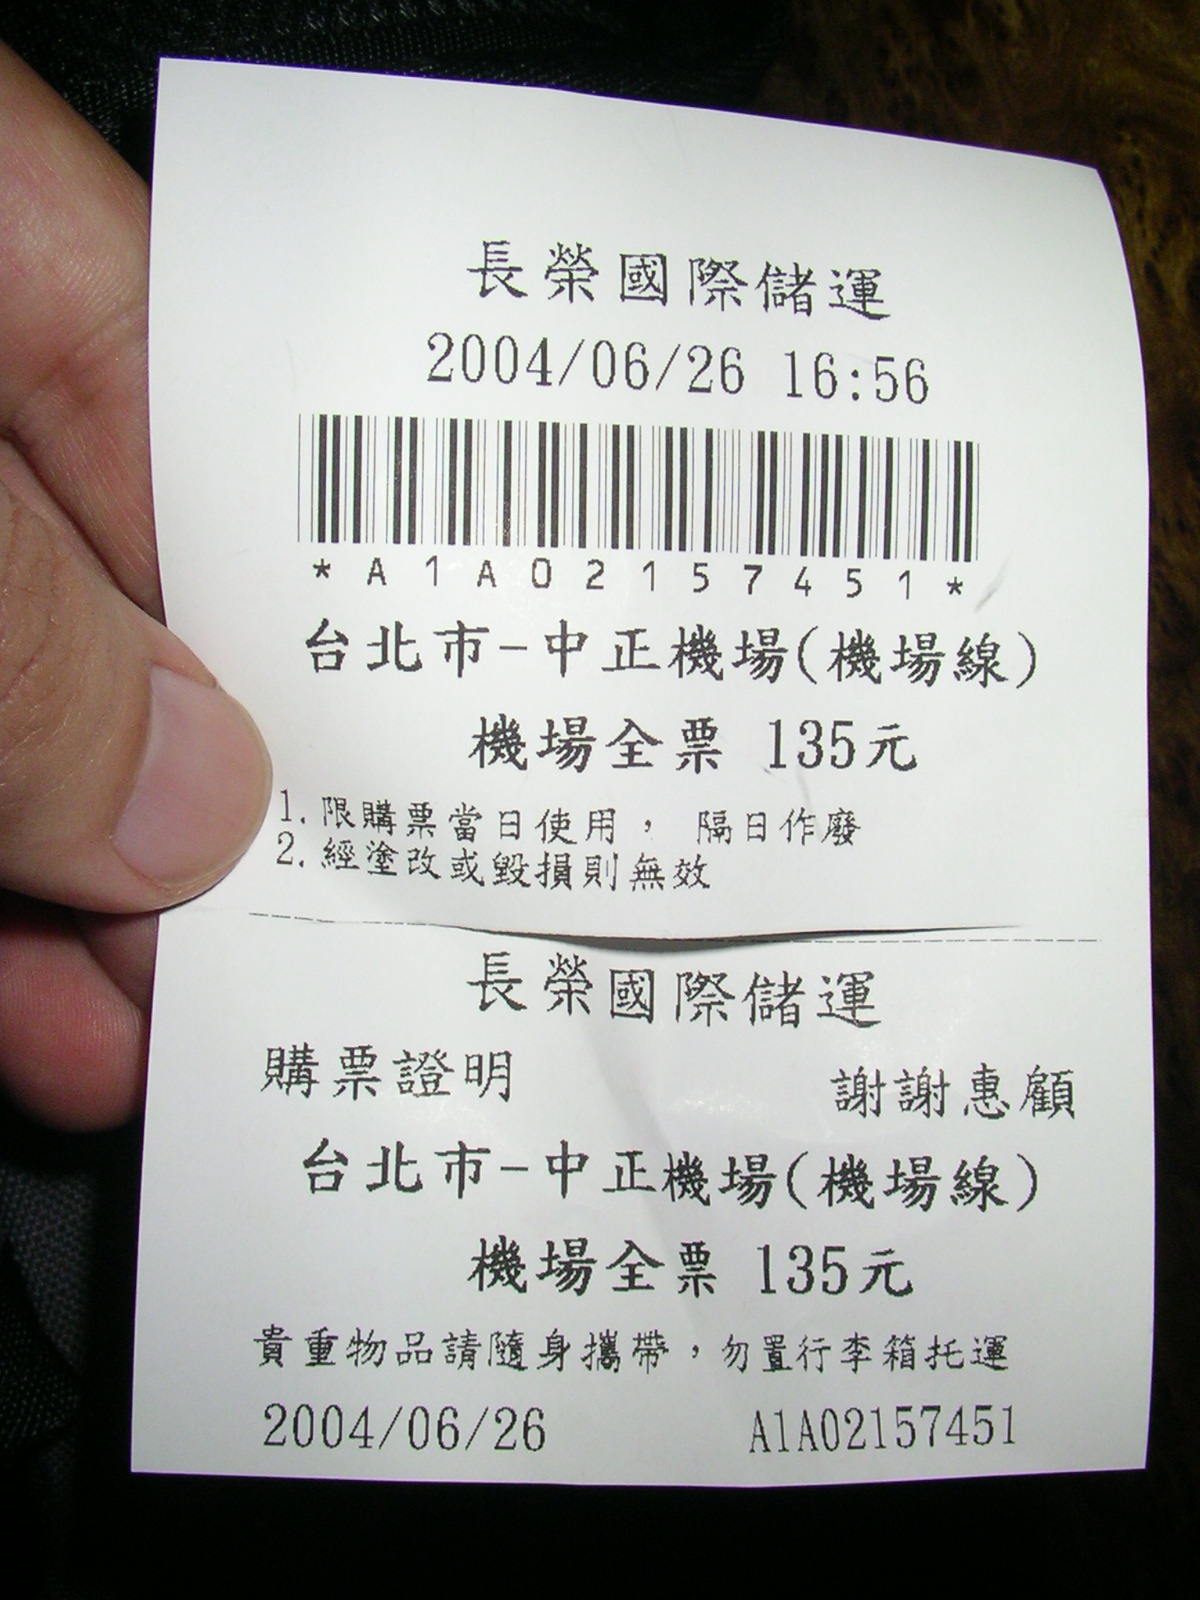 長榮國際儲運
2004/06/26 16:56
*A1A02157451*
台北市-中正機場(機場線)
機場全票 135元
1. 限購票當日使用， 隔日作廢
2. 經塗改或毀損則無效
長榮國際儲運
購票證明 謝謝惠顧
台北市-中正機場(機場線)
機場全票 135元
貴重物品請隨身攜帶，勿置行李箱托運
2004/06/26 A1A02157451